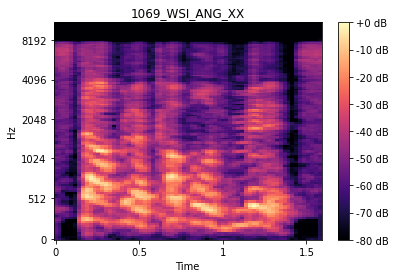 1069_WSI_ANG_XX
8192
4096
2048
1024
512
0
Hz
0
0.5
1
1.5
Time
+0 dB
-10 dB
-20 dB
-30 dB
-40 dB
-50 dB
-60 dB
-70 dB
-80 dB